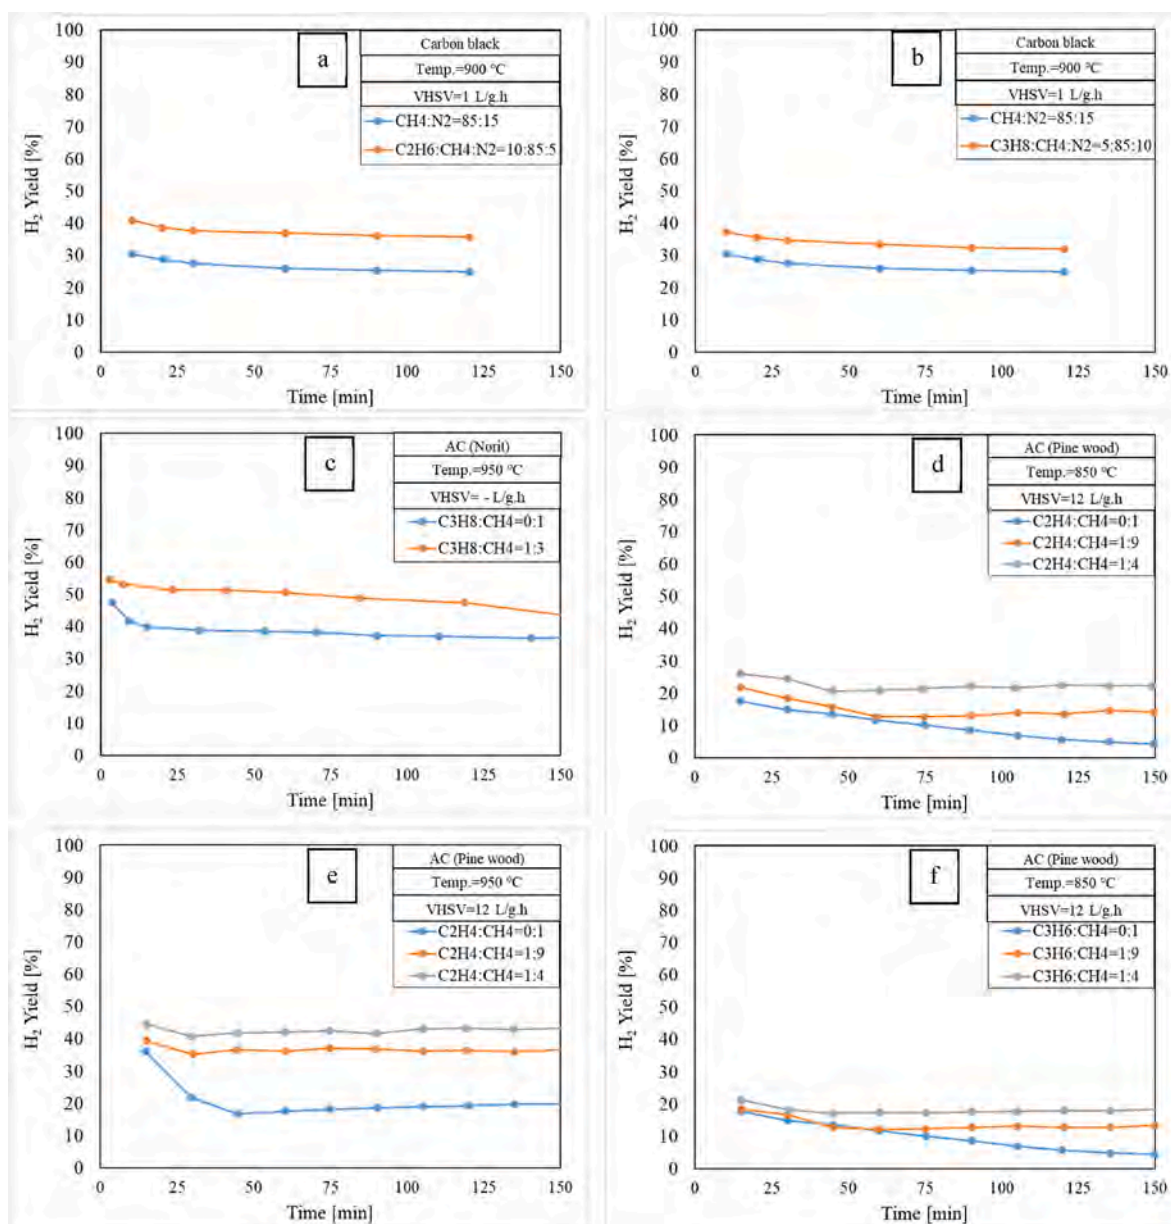 a
Carbon black
Temp.=900 °C
VHSV=1 L/g.h
CH4:N2=85:15
C2H6:CH4:N2=10:85:5
H2 Yield [%]
100
90
80
70
60
50
40
30
20
10
0
0 25 50 75 100 125 150
Time [min]
b
Carbon black
Temp.=900 °C
VHSV=1 L/g.h
CH4:N2=85:15
C3H8:CH4:N2=5;85:10
H2 Yield [%]
100
90
80
70
60
50
40
30
20
10
0
0 25 50 75 100 125 150
Time [min]
c
AC (Norit)
Temp.=950 °C
VHSV= - L/g.h
C3H8:CH4=0:1
C3H8:CH4=1:3
H2 Yield [%]
100
90
80
70
60
50
40
30
20
10
0
0 25 50 75 100 125 150
Time [min]
d
AC (Pine wood)
Temp.=850 °C
VHSV=12 L/g.h
C2H4:CH4=0:1
C2H4:CH4=1:9
C2H4:CH4=1:4
H2 Yield [%]
100
90
80
70
60
50
40
30
20
10
0
0 25 50 75 100 125 150
Time [min]
e
AC (Pine wood)
Temp.=950 °C
VHSV=12 L/g.h
C2H4:CH4=0:1
C2H4:CH4=1:9
C2H4:CH4=1:4
H2 Yield [%]
100
90
80
70
60
50
40
30
20
10
0
0 25 50 75 100 125 150
Time [min]
f
AC (Pine wood)
Temp.=850 °C
VHSV=12 L/g.h
C3H6:CH4=0:1
C3H6:CH4=1:9
C3H6:CH4=1:4
H2 Yield [%]
100
90
80
70
60
50
40
30
20
10
0
0 25 50 75 100 125 150
Time [min]